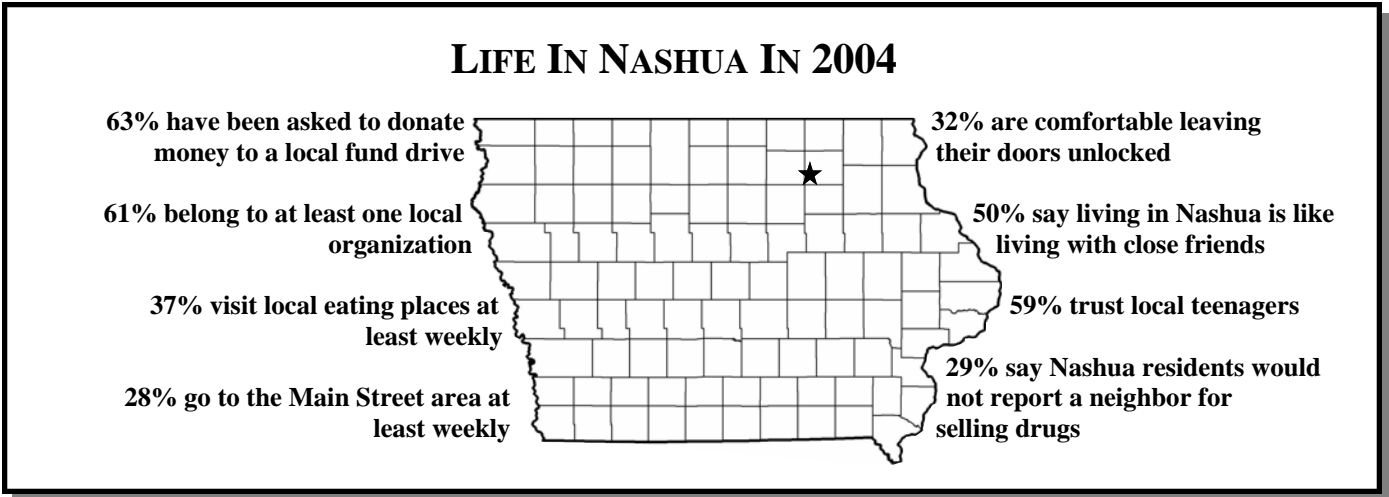 LIFE IN NASHUA IN 2004
63% have been asked to donate
money to a local fund drive
61% belong to at least one local
organization
37% visit local eating places at
least weekly
28% go to the Main Street area at
least weekly
32% are comfortable leaving
their doors unlocked
50% say living in Nashua is like
living with close friends
59% trust local teenagers
29% say Nashua residents would
not report a neighbor for
selling drugs